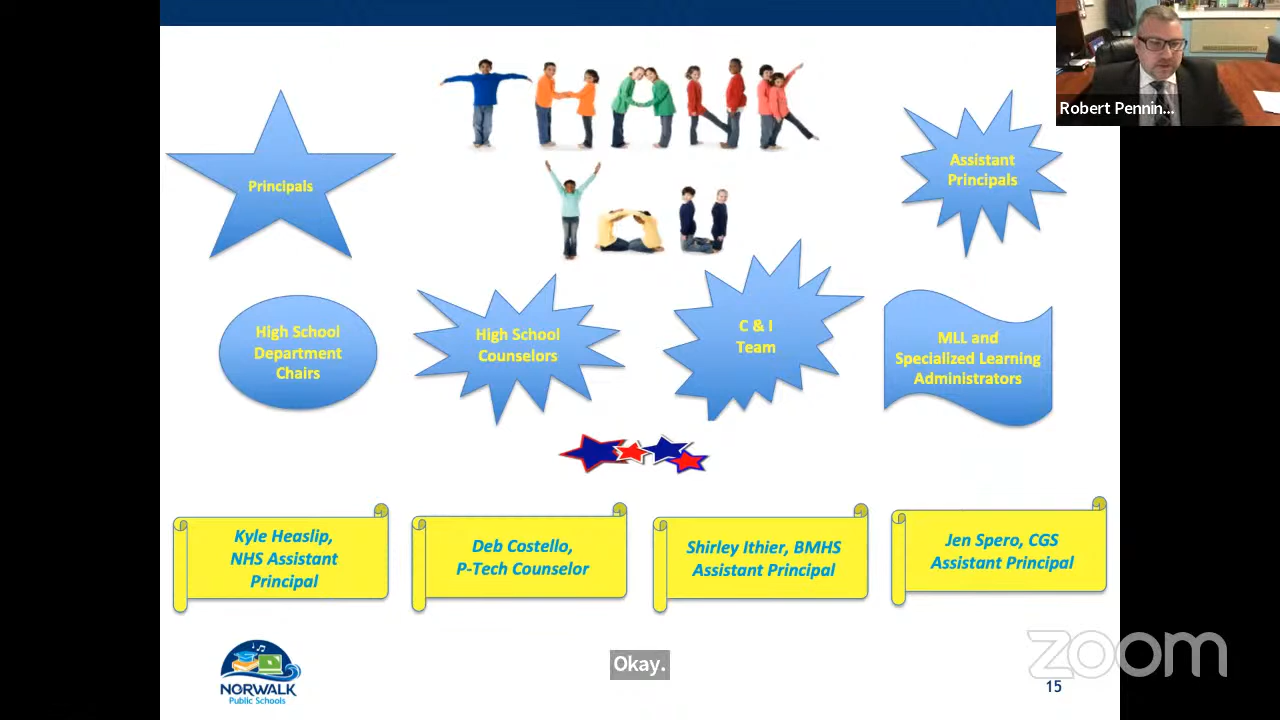 Robert Pennin...
THANK
YOU
Principals
Assistant
Principals
High School
Department
Chairs
High School
Counselors
C & I
Team
MLL and
Specialized Learning
Administrators
Kyle Heaslip,
NHS Assistant
Principal
Deb Costello,
P-Tech Counselor
Shirley Ithier, BMHS
Assistant Principal
Jen Spero, CGS
Assistant Principal
NORWALK
Public Schools
Okay.
zoom
15